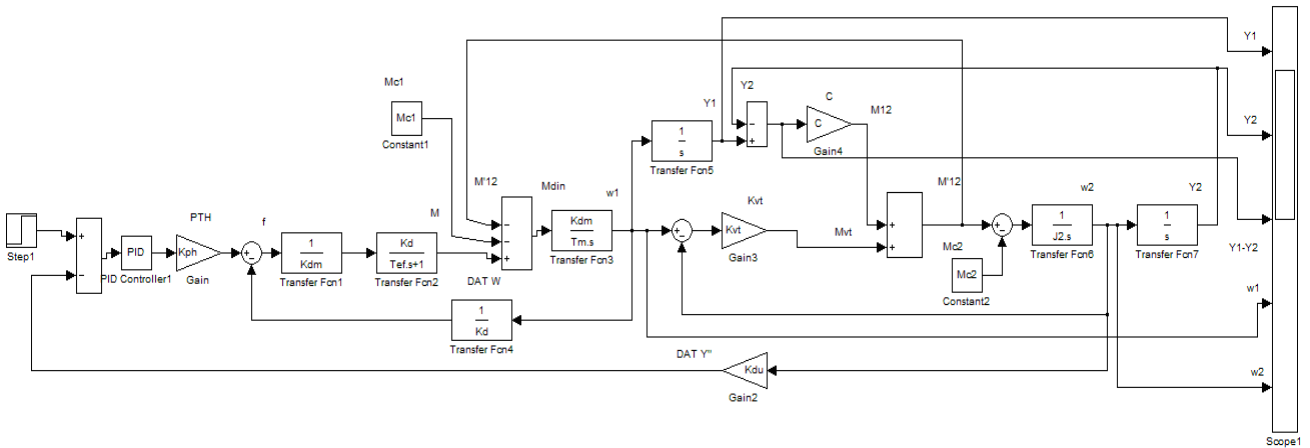 Y1
Mc1
Y2
C
Y1
M12
Mc1
C
Y2
Constant1
1
s
Gain4
Transfer Fcn5
M'12
Mdin
w1
Kvt
M'12
w2
Y2
PTH
f
M
Kdm
Tm.s
Kvt
Mvt
1
J2.s
1
s
Y1-Y2
Step1
PID
Kph
1
Kdm
Kd
Tef.s+1
Transfer Fcn3
Gain3
Mc2
Transfer Fcn6
Transfer Fcn7
PID Controller1
Gain
Transfer Fcn1
Transfer Fcn2
DAT W
Mc2
Constant2
w1
1
Kd
Transfer Fcn4
DAT Y"
Kdu
w2
Gain2
Scope1